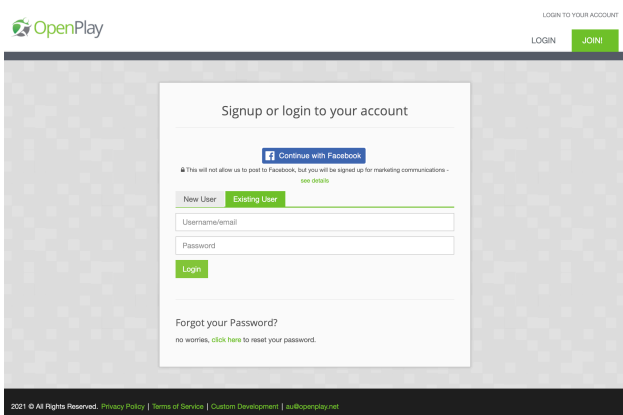 LOGIN TO YOUR ACCOUNT
OpenPlay
LOGIN
JOIN!
Signup or login to your account
Continue with Facebook
This will not allow us to post to Facebook, but you will be signed up for marketing communications -
see details
New User
Existing User
Username/email
Password
Login
Forgot your Password?
no worries, click here to reset your password.
2021 © All Rights Reserved. Privacy Policy | Terms of Service | Custom Development | au@openplay.net